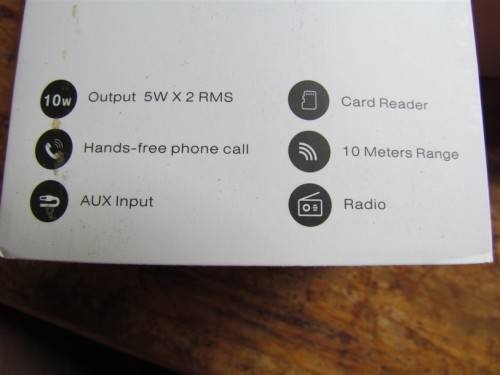 10W Output 5W X 2 RMS
Card Reader
Hands-free phone call
10 Meters Range
AUX Input
Radio